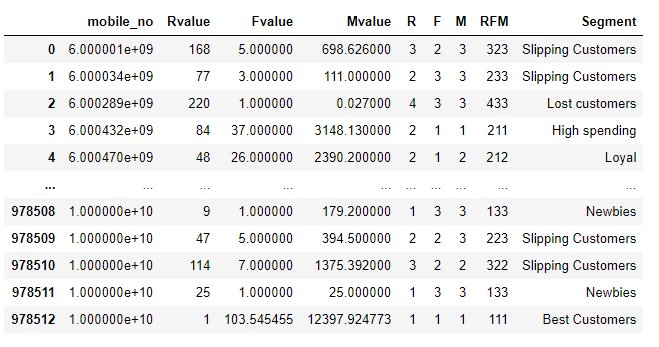 mobile_no Rvalue Fvalue Mvalue R F M RFM Segment
0 6.000001e+09 168 5.000000 698.626000 3 2 3 323 Slipping Customers
1 6.000034e+09 77 3.000000 111.000000 2 3 3 233 Slipping Customers
2 6.000289e+09 220 1.000000 0.027000 4 3 3 433 Lost customers
3 6.000432e+09 84 37.000000 3148.130000 2 1 1 211 High spending
4 6.000470e+09 48 26.000000 2390.200000 2 1 2 212 Loyal
... ... ... ... ... ... ... ... ... ...
978508 1.000000e+10 9 1.000000 179.200000 1 3 3 133 Newbies
978509 1.000000e+10 47 5.000000 394.500000 2 2 3 223 Slipping Customers
978510 1.000000e+10 114 7.000000 1375.392000 3 2 2 322 Slipping Customers
978511 1.000000e+10 25 1.000000 25.000000 1 3 3 133 Newbies
978512 1.000000e+10 1 103.545455 12397.924773 1 1 1 111 Best Customers